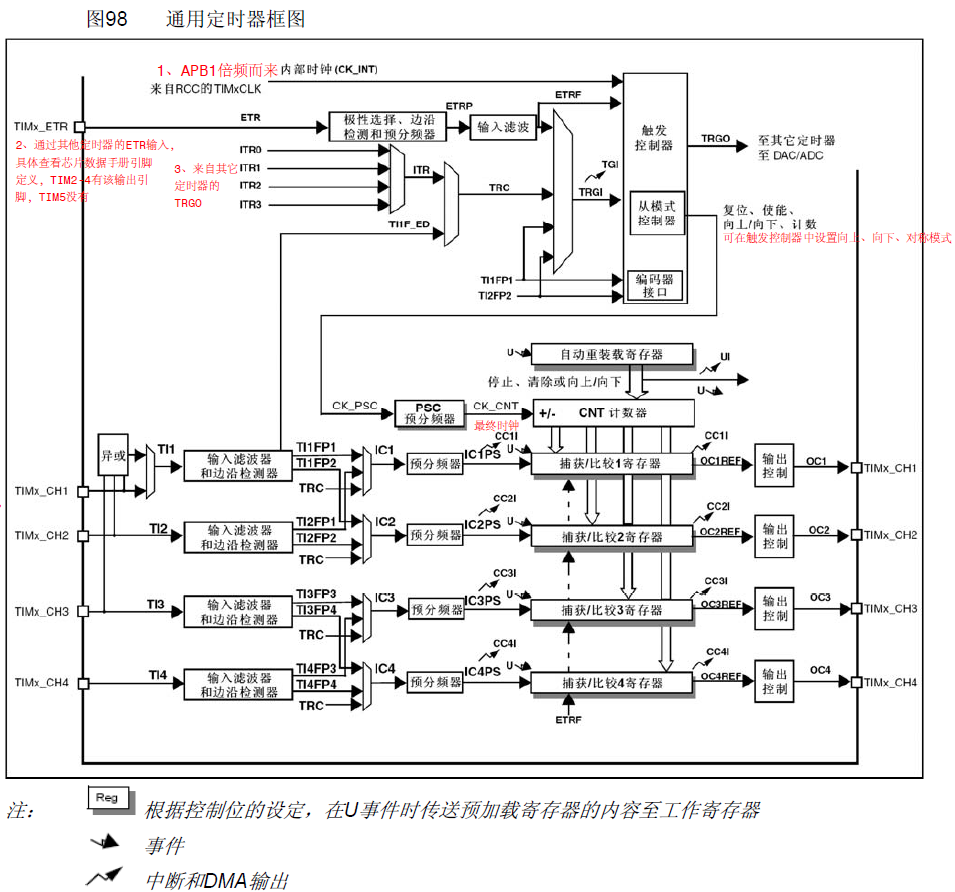 图98 通用定时器框图
1、APB1倍频而来 内部时钟(CK_INT)
来自RCC的TIMxCLK
TIMx_ETR
ETR
极性选择、边沿
检测和预分频器
ETRP
输入滤波
ETRF
2、通过其他定时器的ETR输入,
具体查看芯片数据手册引脚
定义，TIM2-4有该输出引
脚，TIM5没有
ITR0
ITR1
ITR2
ITR3
3、来自其它
定时器的
TRGO
ITR
TI1F_ED
TRC
TGI
TRGI
触发
控制器
TRGO
至其它定时器
至 DAC/ADC
从模式
控制器
复位、使能、
向上/向下、计数
可在触发控制器中设置向上、向下、对称模式
TI1FP1
TI2FP2
编码器
接口
U
自动重装载寄存器
UI
U
停止、清除或向上/向下
CK_PSC
PSC
预分频器
CK_CNT
最终时钟
+/-
CNT 计数器
异或
TI1
TIMx_CH1
输入滤波器
和边沿检测器
TI1FP1
TI1FP2
TRC
IC1
预分频器
IC1PS
CC1I
U
捕获/比较1寄存器
CC1I
OC1REF
输出
控制
OC1
TIMx_CH1
TIMx_CH2
TI2
输入滤波器
和边沿检测器
TI2FP1
TI2FP2
TRC
IC2
预分频器
IC2PS
CC2I
U
捕获/比较2寄存器
CC2I
OC2REF
输出
控制
OC2
TIMx_CH2
TIMx_CH3
TI3
输入滤波器
和边沿检测器
TI3FP3
TI3FP4
TRC
IC3
预分频器
IC3PS
CC3I
U
捕获/比较3寄存器
CC3I
OC3REF
输出
控制
OC3
TIMx_CH3
TIMx_CH4
TI4
输入滤波器
和边沿检测器
TI4FP3
TI4FP4
TRC
IC4
预分频器
IC4PS
CC4I
U
捕获/比较4寄存器
CC4I
OC4REF
输出
控制
OC4
TIMx_CH4
ETRF
注：
Reg
根据控制位的设定，在U事件时传送预加载寄存器的内容至工作寄存器
事件
中断和DMA输出